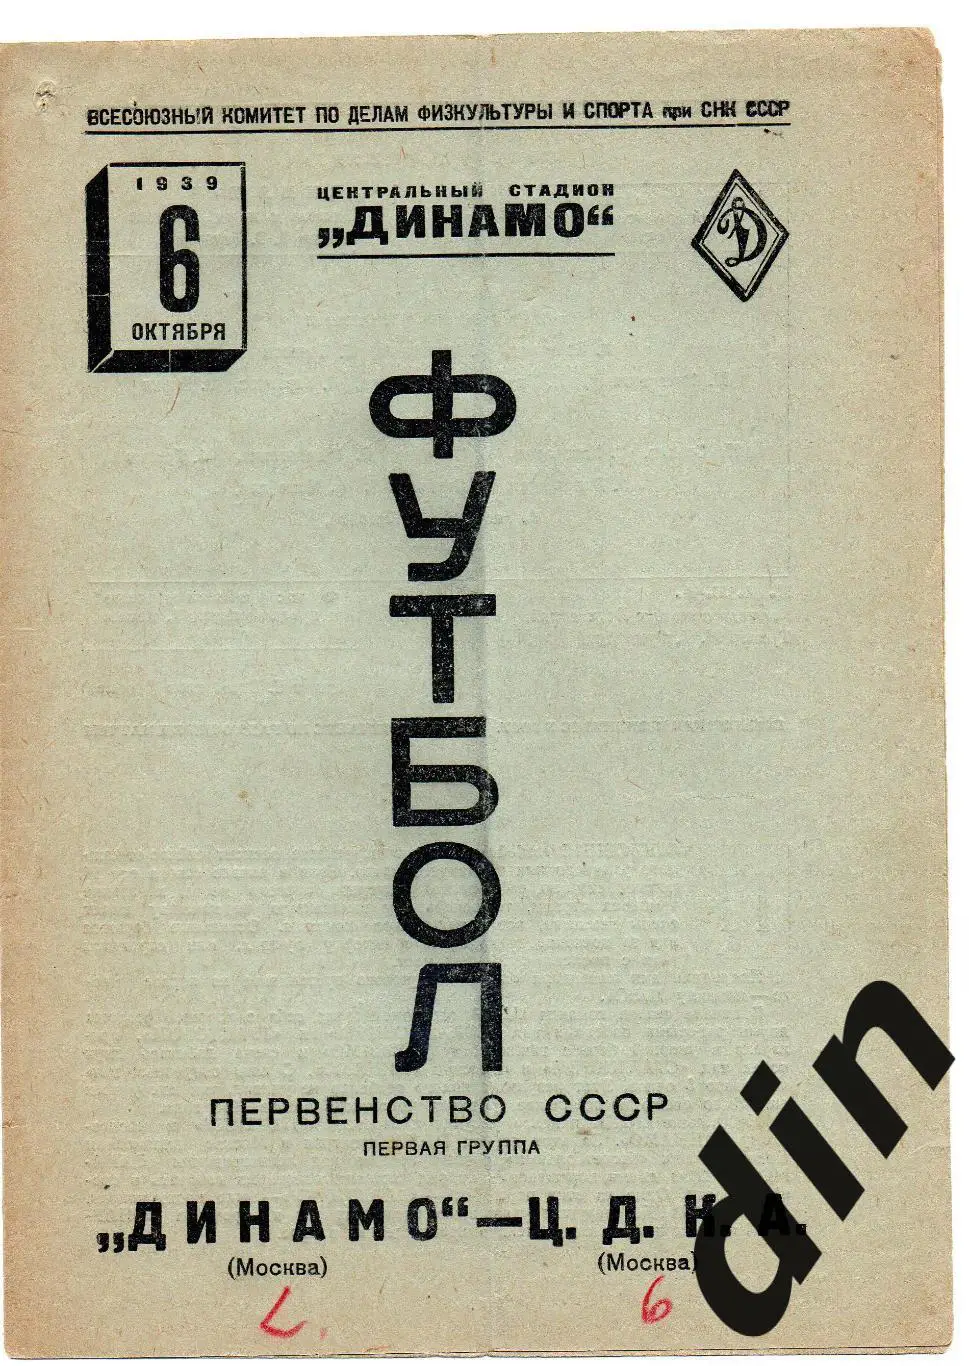 ВСЕСОЮЗНЫЙ КОМИТЕТ ПО ДЕЛАМ ФИЗКУЛЬТУРЫ И СПОРТА при СНК СССР
1939
6
ОКТЯБРЯ
ЦЕНТРАЛЬНЫЙ СТАДИОН
„ДИНАМО“
Д
ФУТБОЛ
ПЕРВЕНСТВО СССР
ПЕРВАЯ ГРУППА
„ДИНАМО“—Ц. Д. К. А.
(Москва) (Москва)
6
din